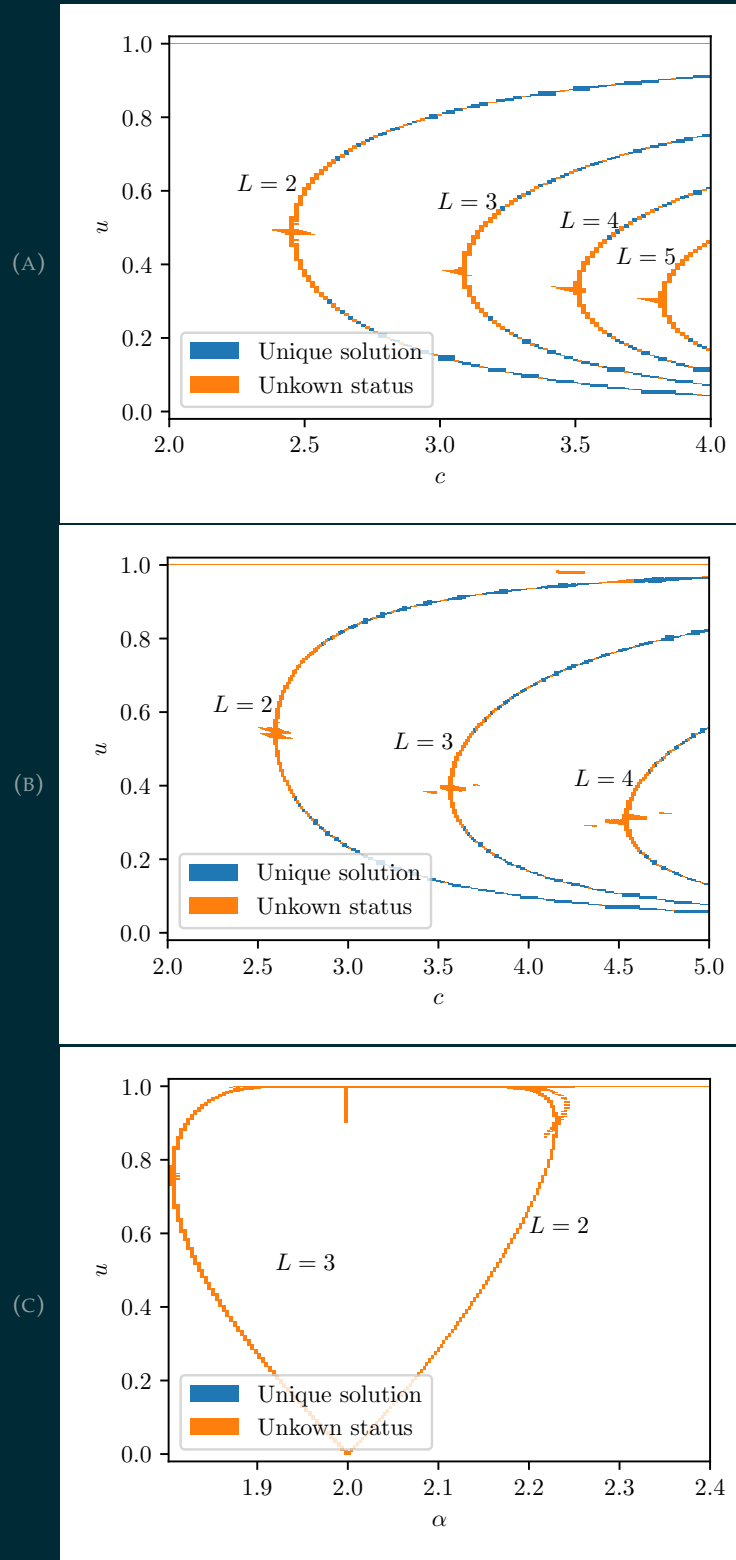 (A)
u
1.0
0.8
0.6
0.4
0.2
0.0
L = 2
L = 3
L = 4
L = 5
Unique solution
Unkown status
2.0 2.5 3.0 3.5 4.0
c
(B)
u
1.0
0.8
0.6
0.4
0.2
0.0
L = 2
L = 3
L = 4
Unique solution
Unkown status
2.0 2.5 3.0 3.5 4.0 4.5 5.0
c
(C)
u
1.0
0.8
0.6
0.4
0.2
0.0
L = 2
L = 3
Unique solution
Unkown status
1.9 2.0 2.1 2.2 2.3 2.4
α